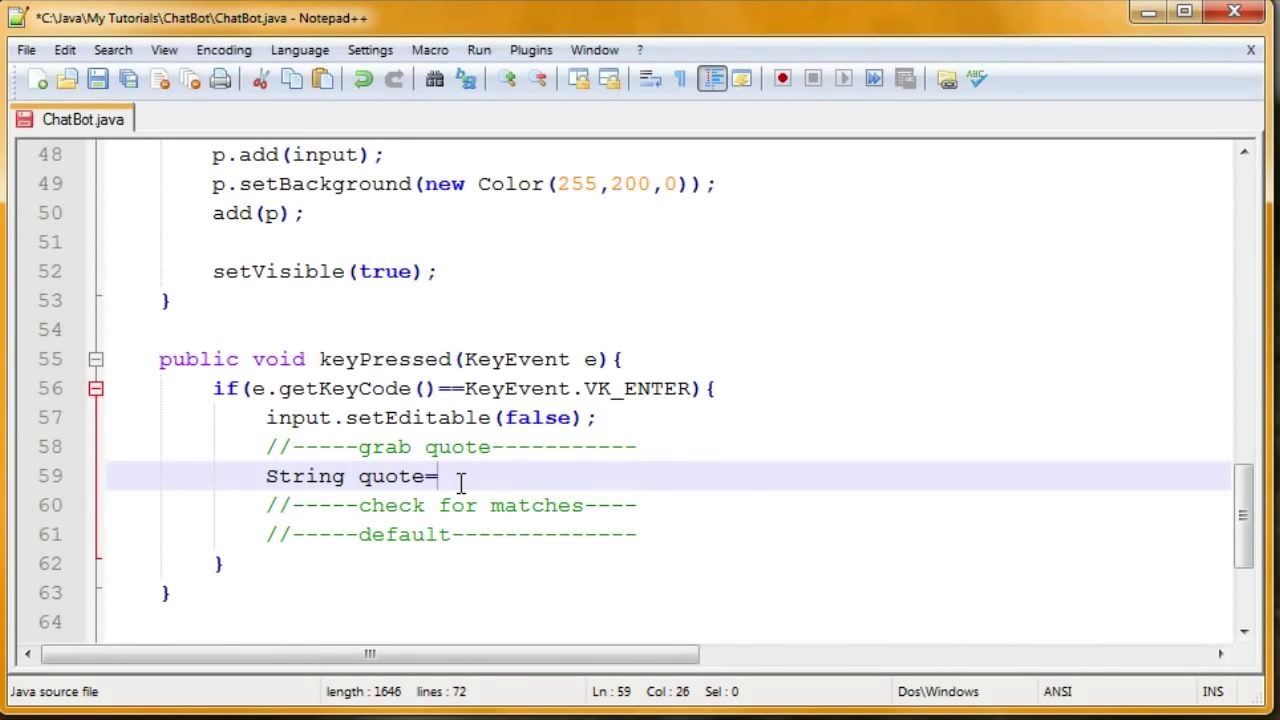 *C:\Java\My Tutorials\ChatBot\ChatBot.java - Notepad++
File Edit Search View Encoding Language Settings Macro Run Plugins Window ? X
ABC
ChatBot.java
48 p.add(input);
49 p.setBackground(new Color(255,200,0));
50 add(p);
51
52 setVisible(true);
53 }
54
55 public void keyPressed(KeyEvent e){
56 if(e.getKeyCode()==KeyEvent.VK_ENTER){
57 input.setEditable(false);
58 //-----grab quote-----------
59 String quote=
60 //-----check for matches----
61 //-----default--------------
62 }
63 }
64
Java source file length : 1646 lines : 72 Ln : 59 Col : 26 Sel : 0 Dos\Windows ANSI INS